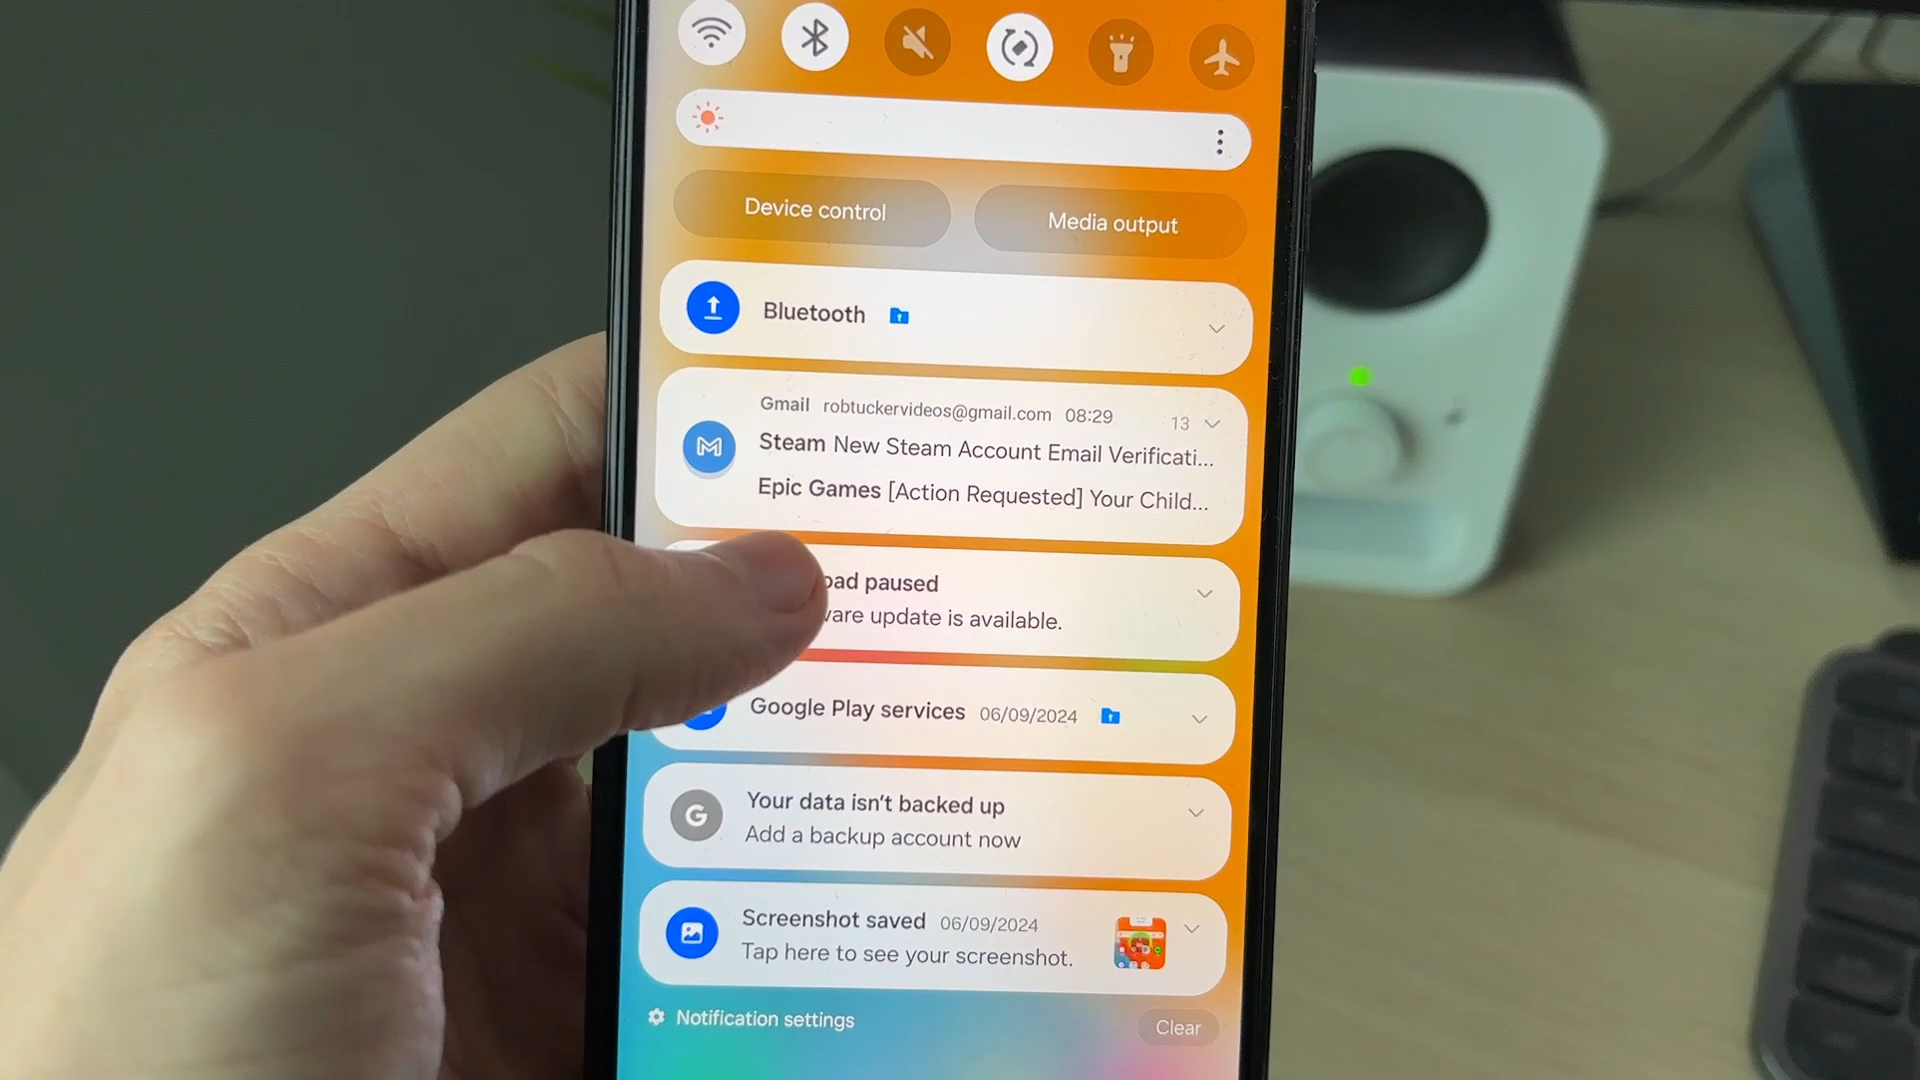 Device control
Media output
Bluetooth
Gmail robtuckervideos@gmail.com 08:29 13
Steam New Steam Account Email Verificati...
Epic Games [Action Requested] Your Child...
paused
update is available.
Google Play services 06/09/2024
G
Your data isn't backed up
Add a backup account now
Screenshot saved 06/09/2024
Tap here to see your screenshot.
Notification settings
Clear